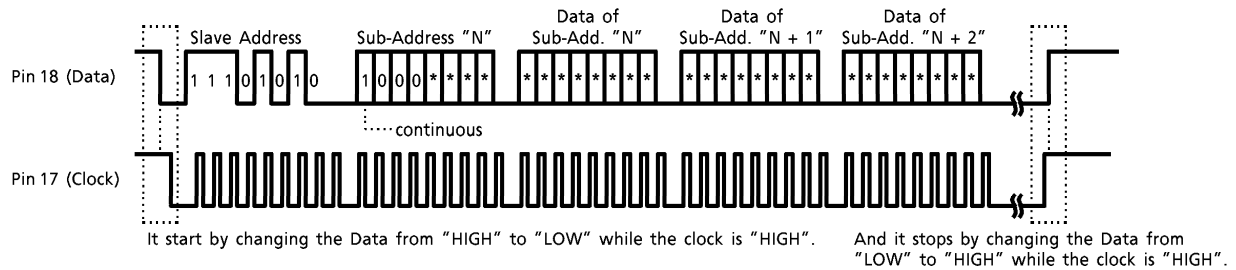 Data of Data of Data of
Slave Address Sub-Address "N" Sub-Add. "N" Sub-Add. "N + 1" Sub-Add. "N + 2"
Pin 18 (Data) 1 1 1 0 1 0 1 0 1 0 0 0 * * * * * * * * * * * * * * * * * * * * * * * * * * * *
continuous
Pin 17 (Clock)
It start by changing the Data from "HIGH" to "LOW" while the clock is "HIGH".
And it stops by changing the Data from
"LOW" to "HIGH" while the clock is "HIGH".